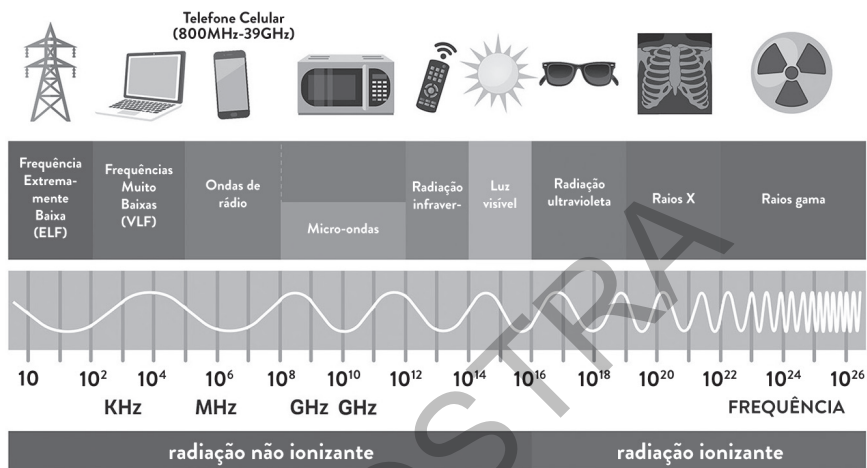 Telefone Celular
(800MHz-39GHz)
Frequência
Extrema-
mente
Baixa
(ELF)
Frequências
Muito
Baixas
(VLF)
Ondas de
rádio
Micro-ondas
Radiação
infraver-
Luz
visível
Radiação
ultravioleta
Raios X
Raios gama
10 10² 10⁴ 10⁶ 10⁸ 10¹⁰ 10¹² 10¹⁴ 10¹⁶ 10¹⁸ 10²⁰ 10²² 10²⁴ 10²⁶
KHz MHz GHz GHz FREQUÊNCIA
radiação não ionizante radiação ionizante
OSTRA